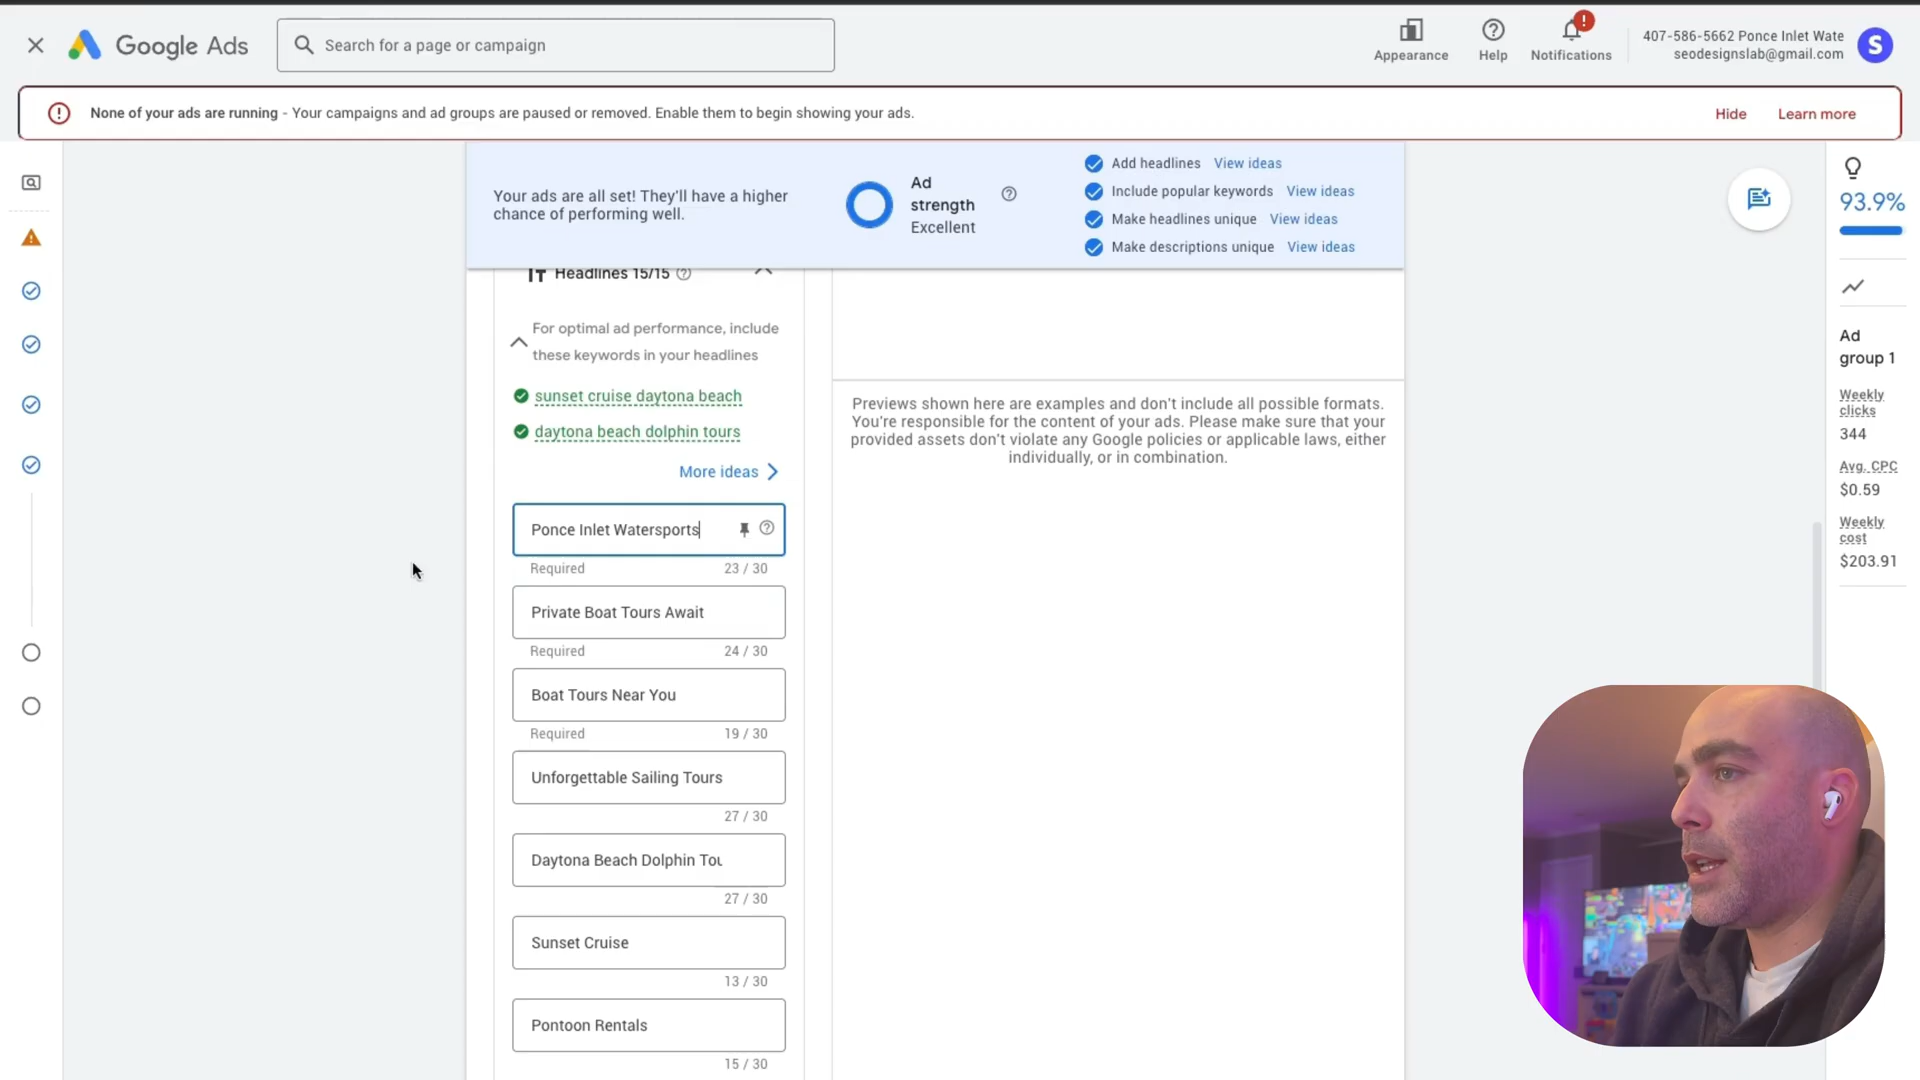 Google Ads
Search for a page or campaign
Appearance
Help
!
Notifications
407-586-5662 Ponce Inlet Wate
seodesignslab@gmail.com
S
None of your ads are running - Your campaigns and ad groups are paused or removed. Enable them to begin showing your ads.
Hide
Learn more
Your ads are all set! They'll have a higher
chance of performing well.
Ad
strength
Excellent
Add headlines View ideas
Include popular keywords View ideas
Make headlines unique View ideas
Make descriptions unique View ideas
Headlines 15/15
For optimal ad performance, include
these keywords in your headlines
sunset cruise daytona beach
daytona beach dolphin tours
More ideas
Ponce Inlet Watersports
Required 23 / 30
Private Boat Tours Await
Required 24 / 30
Boat Tours Near You
Required 19 / 30
Unforgettable Sailing Tours
27 / 30
Daytona Beach Dolphin Tou
27 / 30
Sunset Cruise
13 / 30
Pontoon Rentals
15 / 30
Previews shown here are examples and don't include all possible formats.
You're responsible for the content of your ads. Please make sure that your
provided assets don't violate any Google policies or applicable laws, either
individually, or in combination.
93.9%
Ad
group 1
Weekly
clicks
344
Avg. CPC
$0.59
Weekly
cost
$203.91